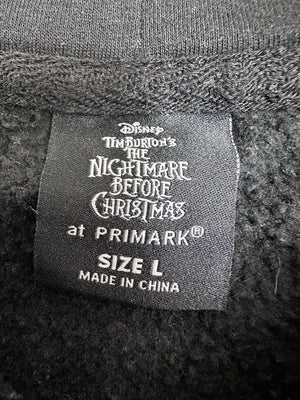 Disney
Tim Burton's
THE
NIGHTMARE
BEFORE
CHRISTMAS
at PRIMARK®
SIZE L
MADE IN CHINA